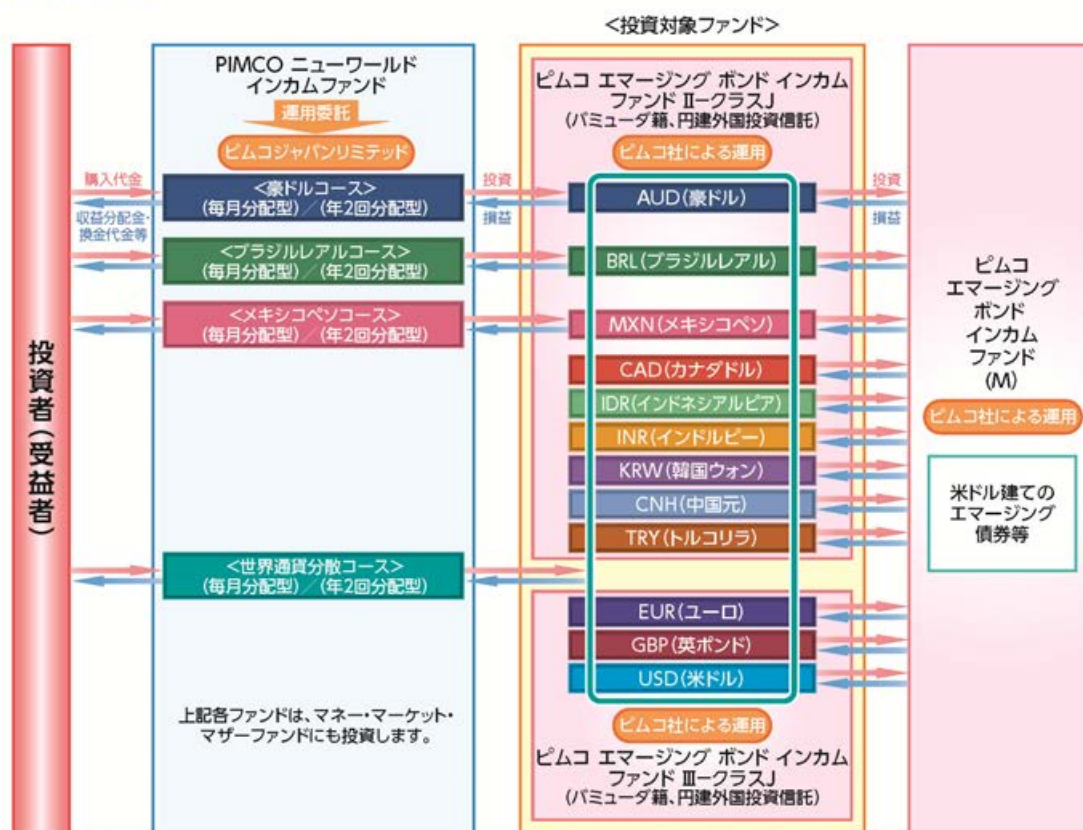 <投資対象ファンド>
投資者(受益者)
PIMCO ニューワールド
インカムファンド
運用委託
ピムコジャパンリミテッド
購入代金
収益分配金・
換金代金等
<豪ドルコース>
(毎月分配型)/(年2回分配型)
<ブラジルレアルコース>
(毎月分配型)/(年2回分配型)
<メキシコペソコース>
(毎月分配型)/(年2回分配型)
<世界通貨分散コース>
(毎月分配型)/(年2回分配型)
上記各ファンドは、マネー・マーケット・
マザーファンドにも投資します。
投資
損益
ピムコ エマージング ボンド インカム
ファンド Ⅱ−クラスJ
(バミューダ籍、円建外国投資信託)
ピムコ社による運用
AUD(豪ドル)
BRL(ブラジルレアル)
MXN(メキシコペソ)
CAD(カナダドル)
IDR(インドネシアルピア)
INR(インドルピー)
KRW(韓国ウォン)
CNH(中国元)
TRY(トルコリラ)
EUR(ユーロ)
GBP(英ポンド)
USD(米ドル)
ピムコ社による運用
ピムコ エマージング ボンド インカム
ファンド Ⅲ−クラスJ
(バミューダ籍、円建外国投資信託)
投資
損益
ピムコ
エマージング
ボンド
インカム
ファンド
(M)
ピムコ社による運用
米ドル建ての
エマージング
債券等